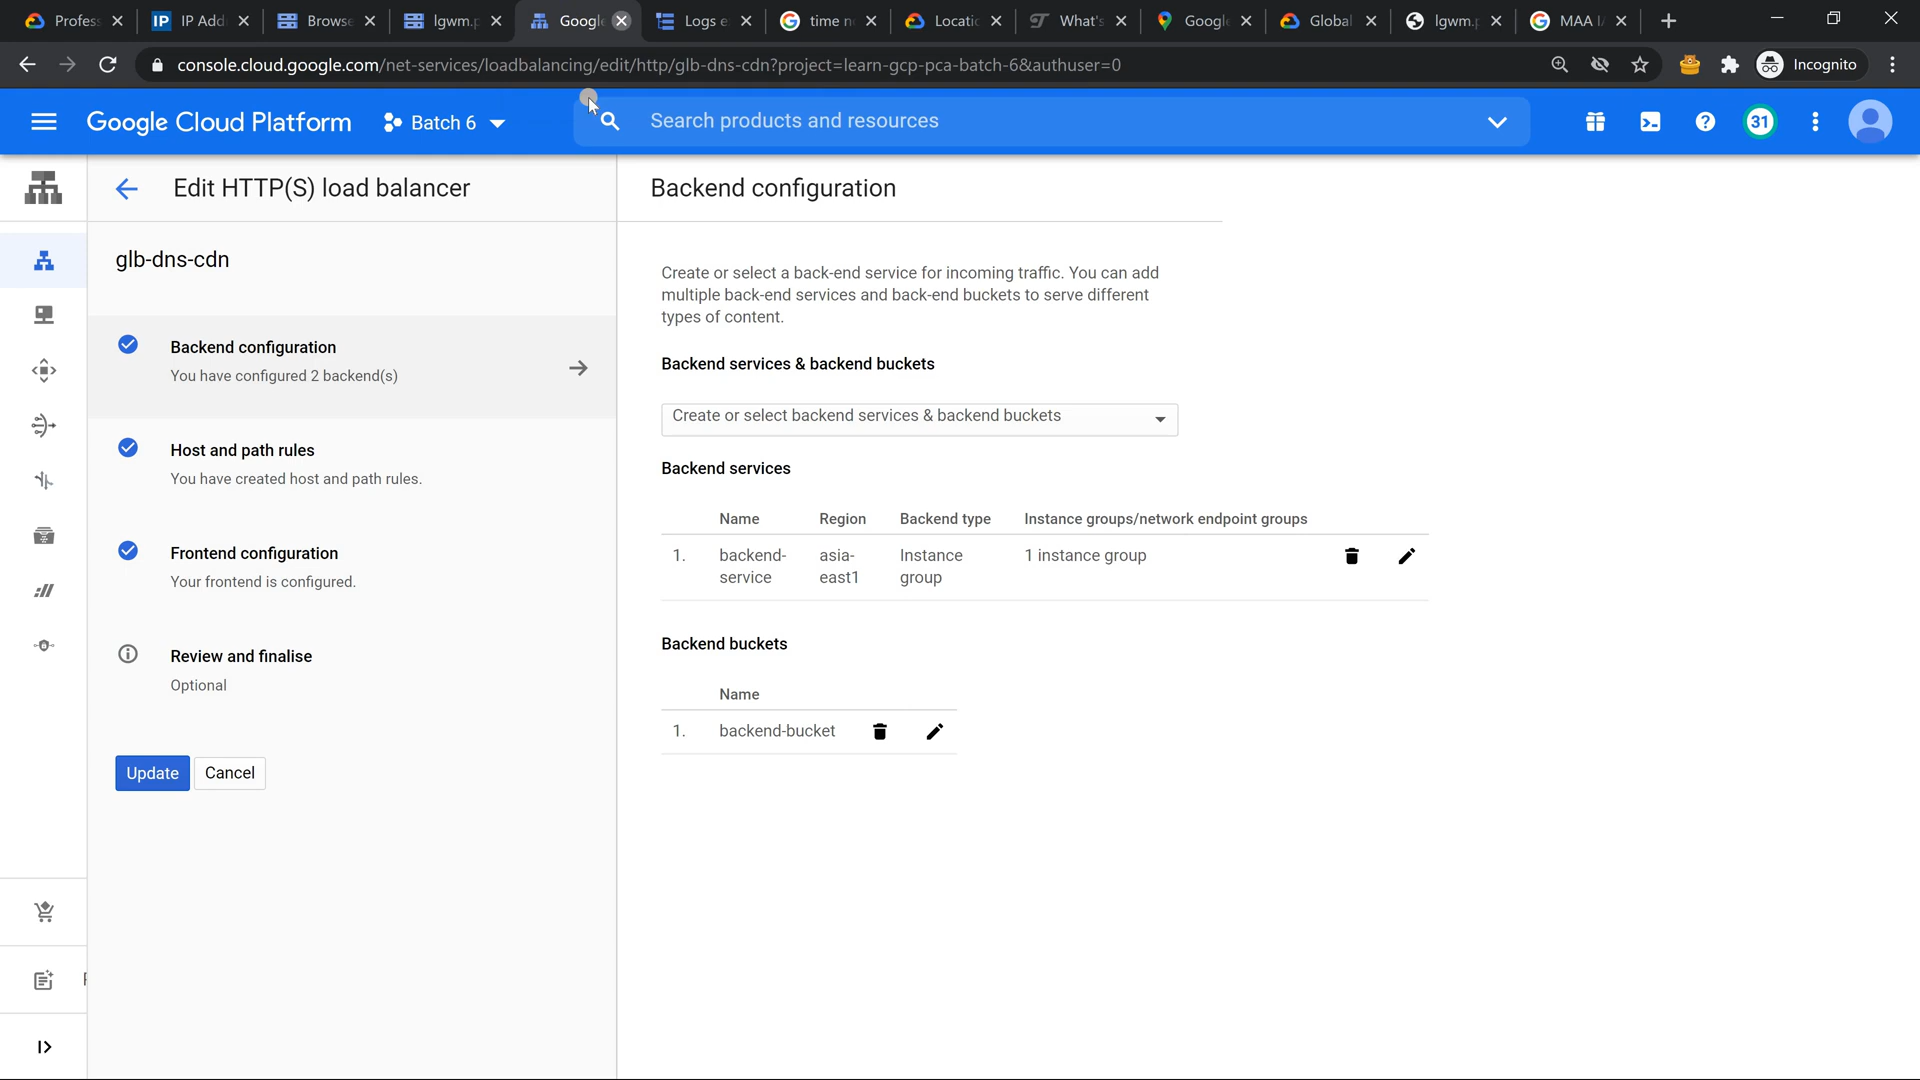 Profess
IP Addr
Browse
lgwm.p
Google
Logs e
time n
Locatio
What's
Google
Global
lgwm.p
MAA I
console.cloud.google.com/net-services/loadbalancing/edit/http/glb-dns-cdn?project=learn-gcp-pca-batch-6&authuser=0
Incognito
Google Cloud Platform
Batch 6
Search products and resources
31
Edit HTTP(S) load balancer
Backend configuration
glb-dns-cdn
Backend configuration
You have configured 2 backend(s)
Host and path rules
You have created host and path rules.
Frontend configuration
Your frontend is configured.
Review and finalise
Optional
Update
Cancel
Create or select a back-end service for incoming traffic. You can add
multiple back-end services and back-end buckets to serve different
types of content.
Backend services & backend buckets
Create or select backend services & backend buckets
Backend services
Name Region Backend type Instance groups/network endpoint groups
1. backend- asia- Instance 1 instance group
service east1 group
Backend buckets
Name
1. backend-bucket